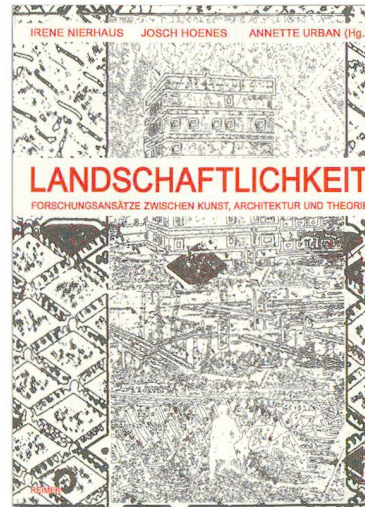 IRENE NIERHAUS JOSCH HOENES ANNETTE URBAN (Hg.
LANDSCHAFTLICHKEIT
FORSCHUNGSANSÄTZE ZWISCHEN KUNST, ARCHITEKTUR UND THEORIE
REIMER